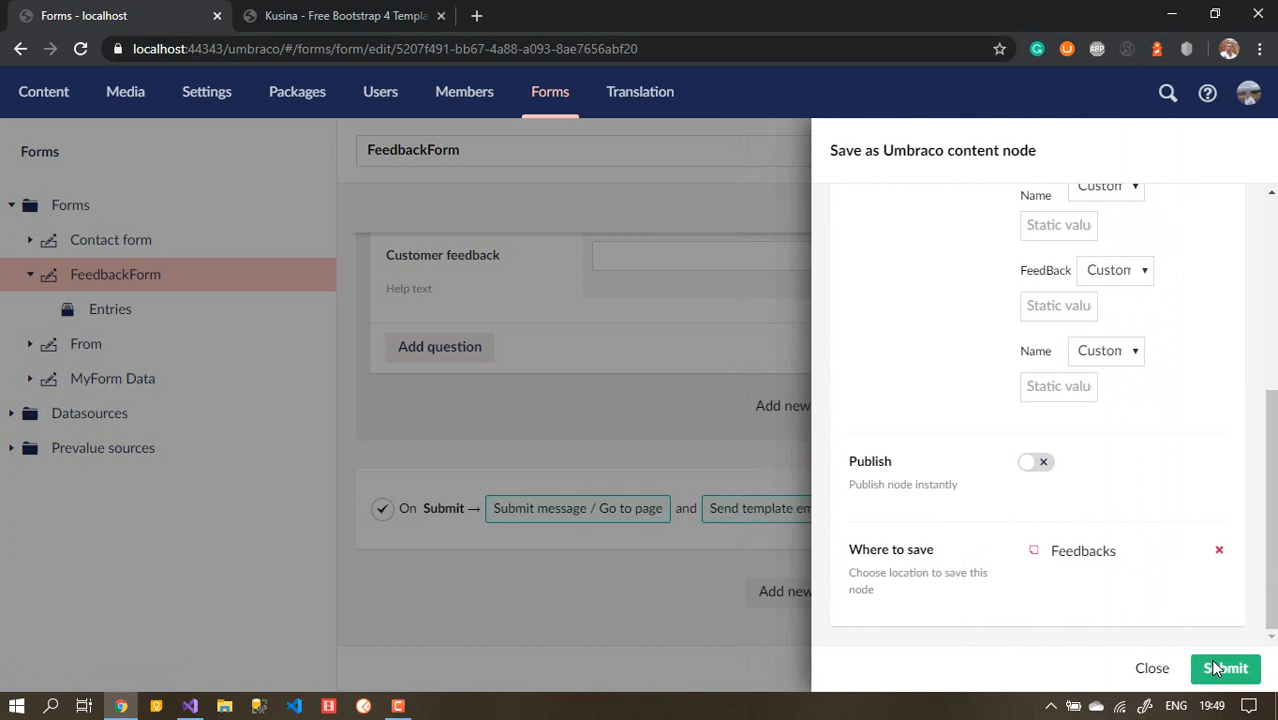 Forms - localhost
Kusina - Free Bootstrap 4 Templa
localhost:44343/umbraco/#/forms/form/edit/5207f491-bb67-4a88-a093-8ae7656abf20
Content Media Settings Packages Users Members Forms Translation
Forms
Forms
Contact form
FeedbackForm
Entries
From
MyForm Data
Datasources
Prevalue sources
FeedbackForm
Customer feedback
Help text
Add question
Add new
On Submit → Submit message / Go to page and Send template em
Add new
Save as Umbraco content node
Name Custom
Static valu
FeedBack Custom
Static valu
Name Custom
Static valu
Publish
Publish node instantly
Where to save
Choose location to save this
node
Feedbacks
Close Submit
ENG 19:49